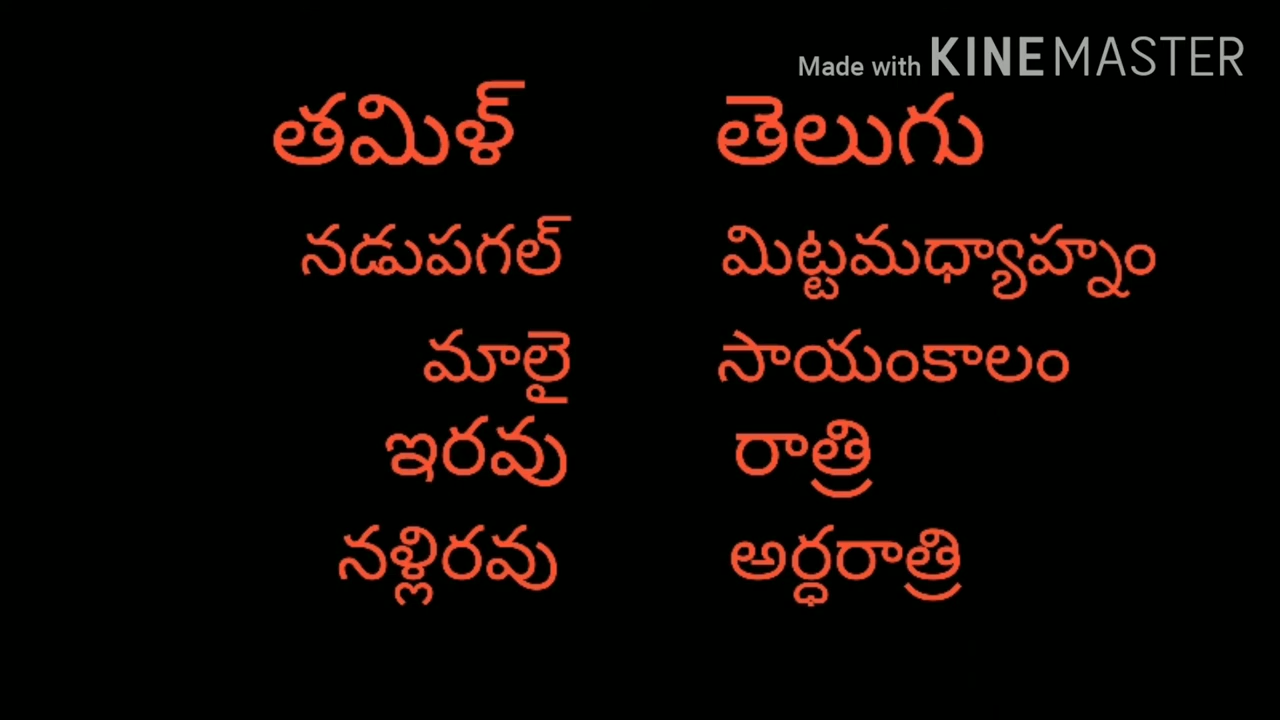 Made with KINEMASTER
తమిళ్ తెలుగు
నడుపగల్ మిట్టమధ్యాహ్నం
మాలై సాయంకాలం
ఇరవు రాత్రి
నళ్లిరవు అర్ధరాత్రి